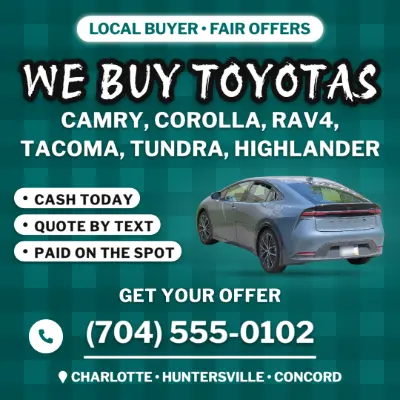 LOCAL BUYER • FAIR OFFERS
WE BUY TOYOTAS
CAMRY, COROLLA, RAV4,
TACOMA, TUNDRA, HIGHLANDER
• CASH TODAY
• QUOTE BY TEXT
• PAID ON THE SPOT
GET YOUR OFFER
(704) 555-0102
CHARLOTTE • HUNTERSVILLE • CONCORD